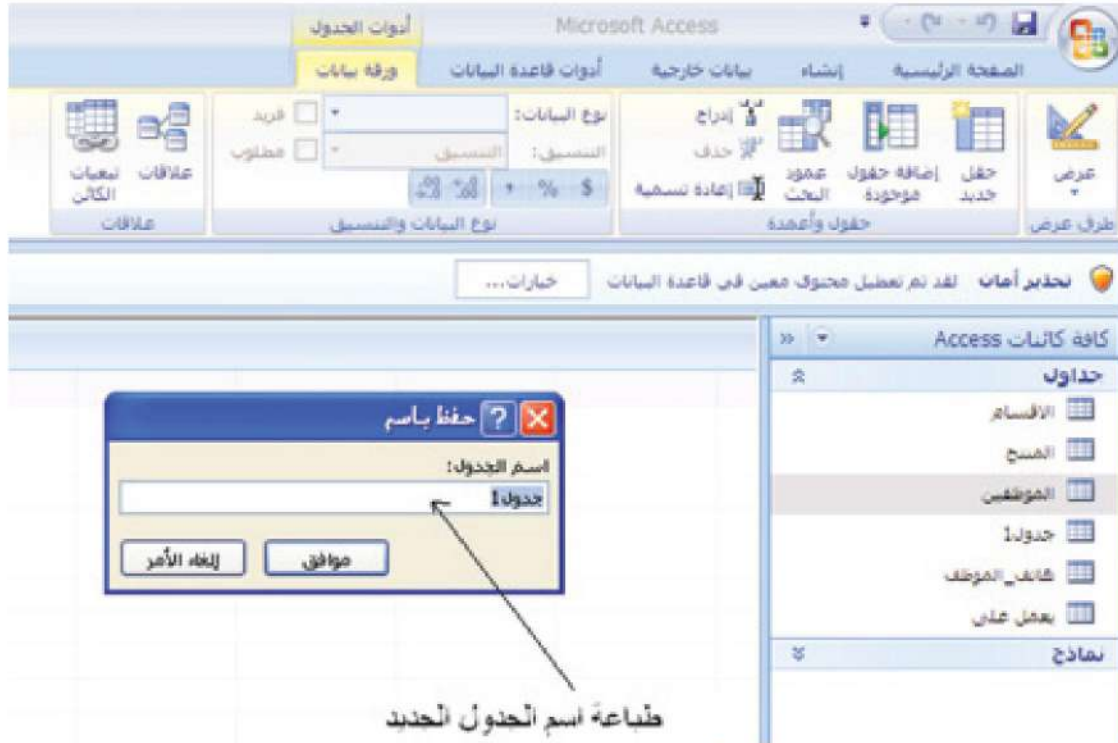 Microsoft Access
أدوات الجدول
الصفحة الرئيسية
إنشاء
بيانات خارجية
أدوات قاعدة البيانات
ورقة بيانات
عرض
حقل جديد
إضافة حقول موجودة
عمود البحث
إدراج
حذف
إعادة تسمية
نوع البيانات:
التنسيق: التنسيق
$ % ,
فريد
مطلوب
علاقات
تبعيات الكائن
طرق عرض
حقول وأعمدة
نوع البيانات والتنسيق
علاقات
تحذير أمان لقد تم تعطيل محتوى معين في قاعدة البيانات
خيارات...
كافة كائنات Access
جداول
الاقسام
المنتج
الموظفين
جدول1
هاتف_الموظف
يعمل على
نماذج
حفظ باسم
اسم الجدول:
جدول1
موافق
إلغاء الأمر
طباعة اسم الجدول الجديد